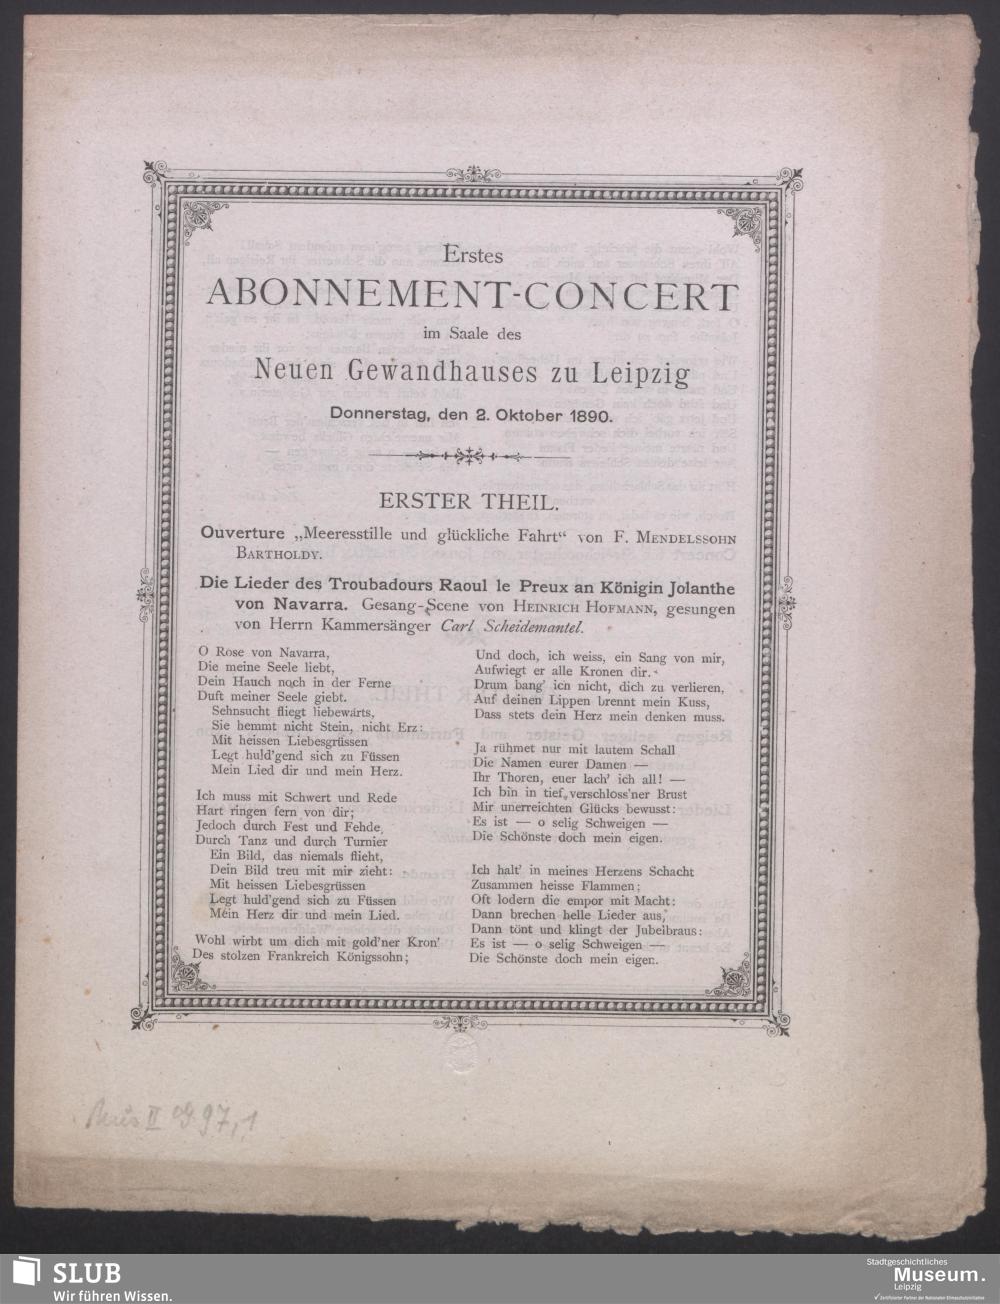 Erstes
ABONNEMENT-CONCERT
im Saale des
Neuen Gewandhauses zu Leipzig
Donnerstag, den 2. Oktober 1890.
ERSTER THEIL.
Ouverture „Meeresstille und glückliche Fahrt“ von F. MENDELSSOHN
BARTHOLDY.
Die Lieder des Troubadours Raoul le Preux an Königin Jolanthe
von Navarra. Gesang-Scene von HEINRICH HOFMANN, gesungen
von Herrn Kammersänger Carl Scheidemantel.
O Rose von Navarra,
Die meine Seele liebt,
Dein Hauch noch in der Ferne
Duft meiner Seele giebt.
Sehnsucht fliegt liebewärts,
Sie hemmt nicht Stein, nicht Erz:
Mit heissen Liebesgrüssen
Legt huld'gend sich zu Füssen
Mein Lied dir und mein Herz.
Ich muss mit Schwert und Rede
Hart ringen fern von dir;
Jedoch durch Fest und Fehde,
Durch Tanz und durch Turnier
Ein Bild, das niemals flieht,
Dein Bild treu mit mir zieht:
Mit heissen Liebesgrüssen
Legt huld'gend sich zu Füssen
Mein Herz dir und mein Lied.
Wohl wirbt um dich mit gold'ner Kron'
Des stolzen Frankreich Königssohn;
Und doch, ich weiss, ein Sang von mir,
Aufwiegt er alle Kronen dir.
Drum bang' ich nicht, dich zu verlieren,
Auf deinen Lippen brennt mein Kuss,
Dass stets dein Herz mein denken muss.
Ja rühmet nur mit lautem Schall
Die Namen eurer Damen —
Ihr Thoren, euer lach' ich all! —
Ich bin in tief verschloss'ner Brust
Mir unerreichten Glücks bewusst:
Es ist — o selig Schweigen —
Die Schönste doch mein eigen.
Ich halt' in meines Herzens Schacht
Zusammen heisse Flammen;
Oft lodern die empor mit Macht:
Dann brechen helle Lieder aus,
Dann tönt und klingt der Jubelbraus:
Es ist — o selig Schweigen —
Die Schönste doch mein eigen.
II 97,1
SLUB
Wir führen Wissen.
Stadtgeschichtliches
Museum.
Leipzig
Zertifizierter Partner der Nationalen Klimaschutzinitiative